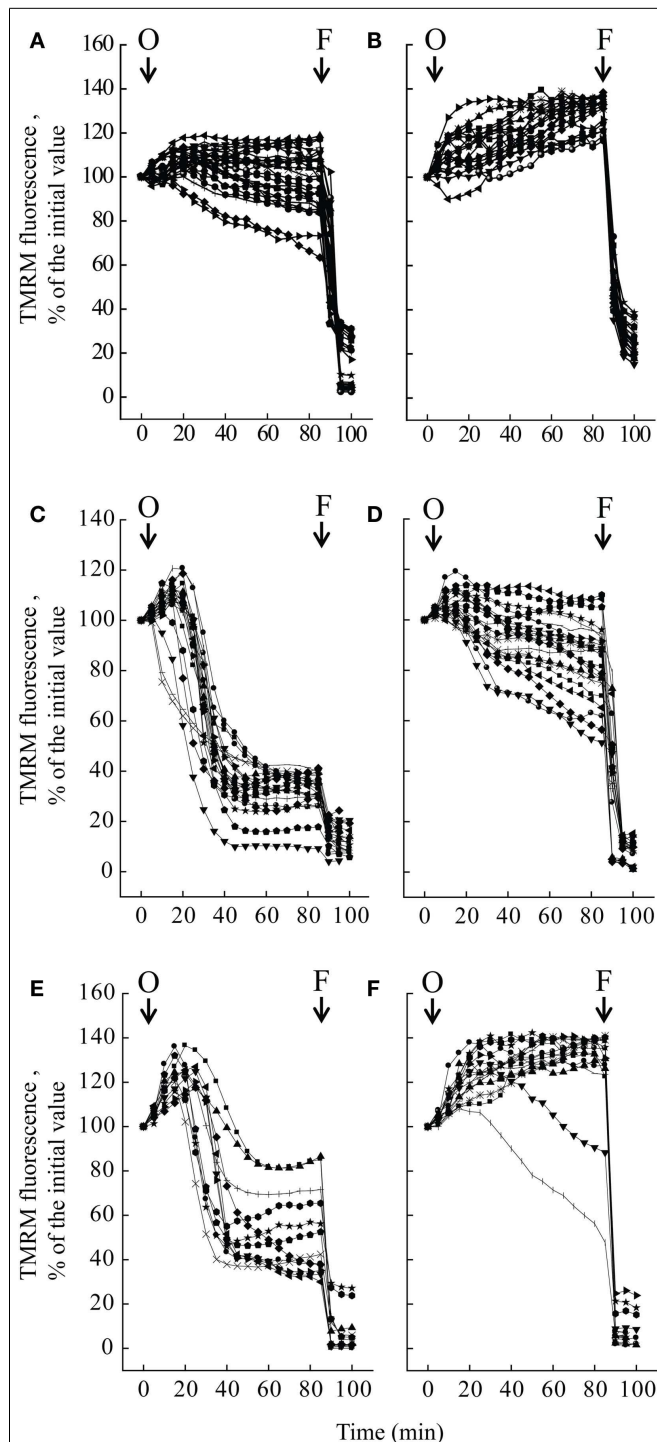 A
O
F
B
O
F
160
140
120
100
80
60
40
20
0
TMRM fluorescence ,
% of the initial value
0 20 40 60 80 100
0 20 40 60 80 100
C
O
F
D
O
F
140
120
100
80
60
40
20
0
TMRM fluorescence ,
% of the initial value
0 20 40 60 80 100
0 20 40 60 80 100
E
O
F
F
O
F
160
140
120
100
80
60
40
20
0
TMRM fluorescence ,
% of the initial value
0 20 40 60 80 100
0 20 40 60 80 100
Time (min)